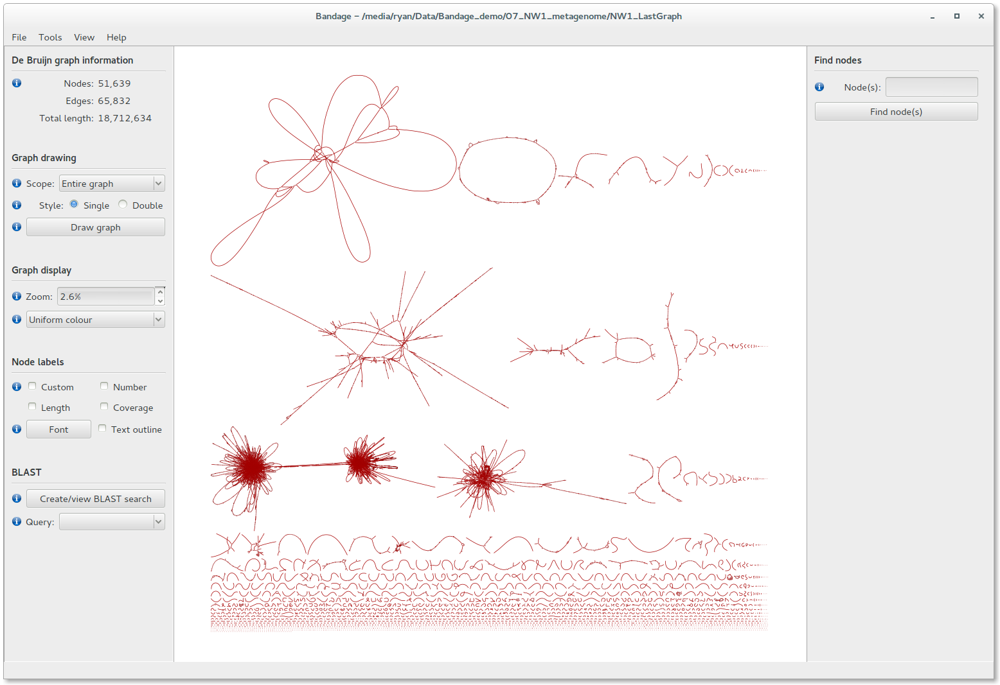 Bandage – /media/ryan/Data/Bandage_demo/07_NW1_metagenome/NW1_LastGraph
File Tools View Help
De Bruijn graph information
Nodes: 51,639
Edges: 65,832
Total length: 18,712,634
Graph drawing
Scope: Entire graph
Style: Single Double
Draw graph
Graph display
Zoom: 2.6%
Uniform colour
Node labels
Custom Number
Length Coverage
Font Text outline
BLAST
Create/view BLAST search
Query:
Find nodes
Node(s):
Find node(s)